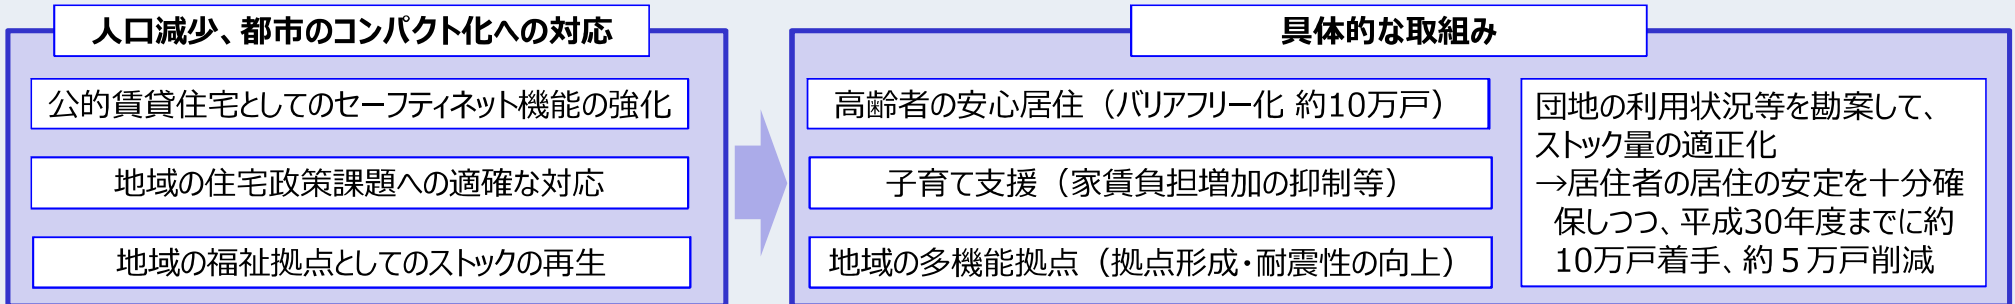 人口減少、都市のコンパクト化への対応
公的賃貸住宅としてのセーフティネット機能の強化
地域の住宅政策課題への適確な対応
地域の福祉拠点としてのストックの再生
具体的な取組み
高齢者の安心居住（バリアフリー化 約10万戸）
子育て支援（家賃負担増加の抑制等）
地域の多機能拠点（拠点形成・耐震性の向上）
団地の利用状況等を勘案して、
ストック量の適正化
→居住者の居住の安定を十分確
保しつつ、平成30年度までに約
10万戸着手、約５万戸削減